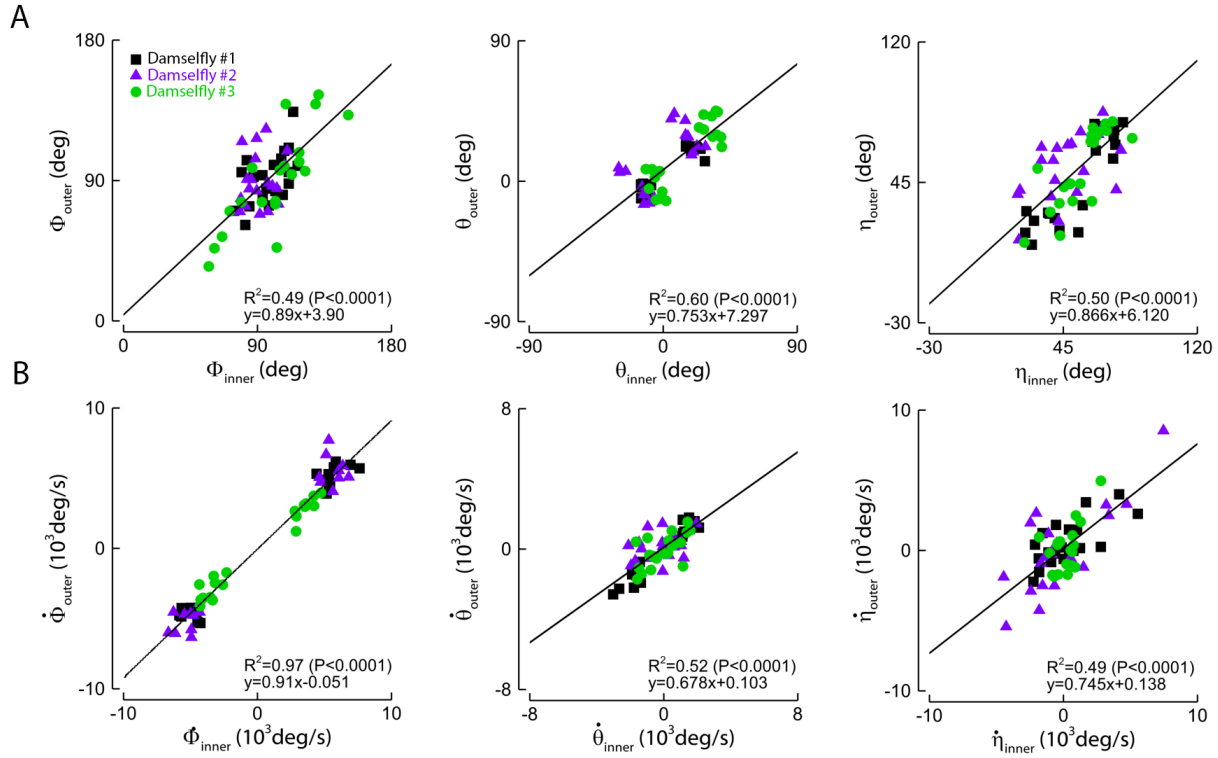 A
180
90
0
Φouter (deg)
Damselfly #1
Damselfly #2
Damselfly #3
R²=0.49 (P<0.0001)
y=0.89x+3.90
0 90 180
Φinner (deg)
90
0
-90
θouter (deg)
R²=0.60 (P<0.0001)
y=0.753x+7.297
-90 0 90
θinner (deg)
120
45
-30
ηouter (deg)
R²=0.50 (P<0.0001)
y=0.866x+6.120
-30 45 120
ηinner (deg)
B
10
0
-10
Φ̇outer (10³deg/s)
R²=0.97 (P<0.0001)
y=0.91x-0.051
-10 0 10
Φ̇inner (10³deg/s)
8
0
-8
θ̇outer (10³deg/s)
R²=0.52 (P<0.0001)
y=0.678x+0.103
-8 0 8
θ̇inner (10³deg/s)
10
0
-10
η̇outer (10³deg/s)
R²=0.49 (P<0.0001)
y=0.745x+0.138
-10 0 10
η̇inner (10³deg/s)